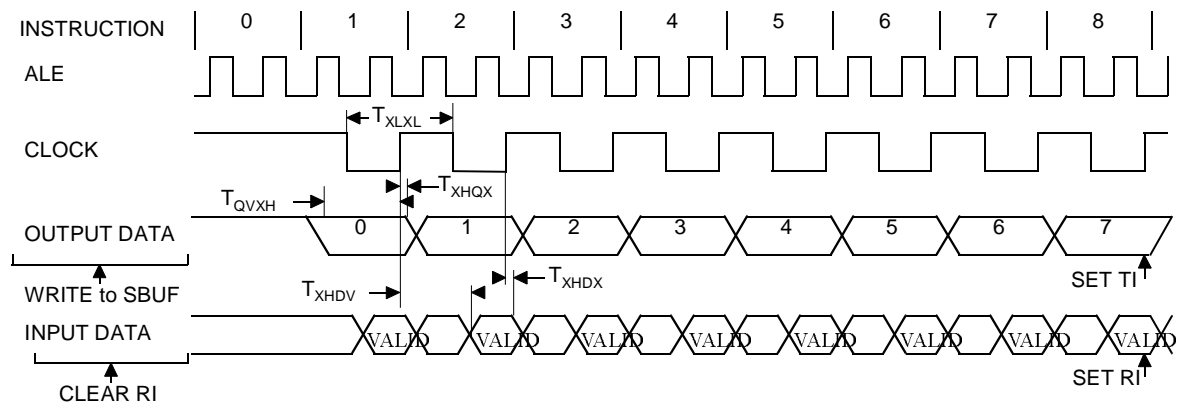 INSTRUCTION 0 1 2 3 4 5 6 7 8
ALE
TXLXL
CLOCK
TXHQX
TQVXH
OUTPUT DATA 0 1 2 3 4 5 6 7
TXHDX
SET TI
WRITE to SBUF
TXHDV
INPUT DATA VALID VALID VALID VALID VALID VALID VALID VALID
SET RI
CLEAR RI